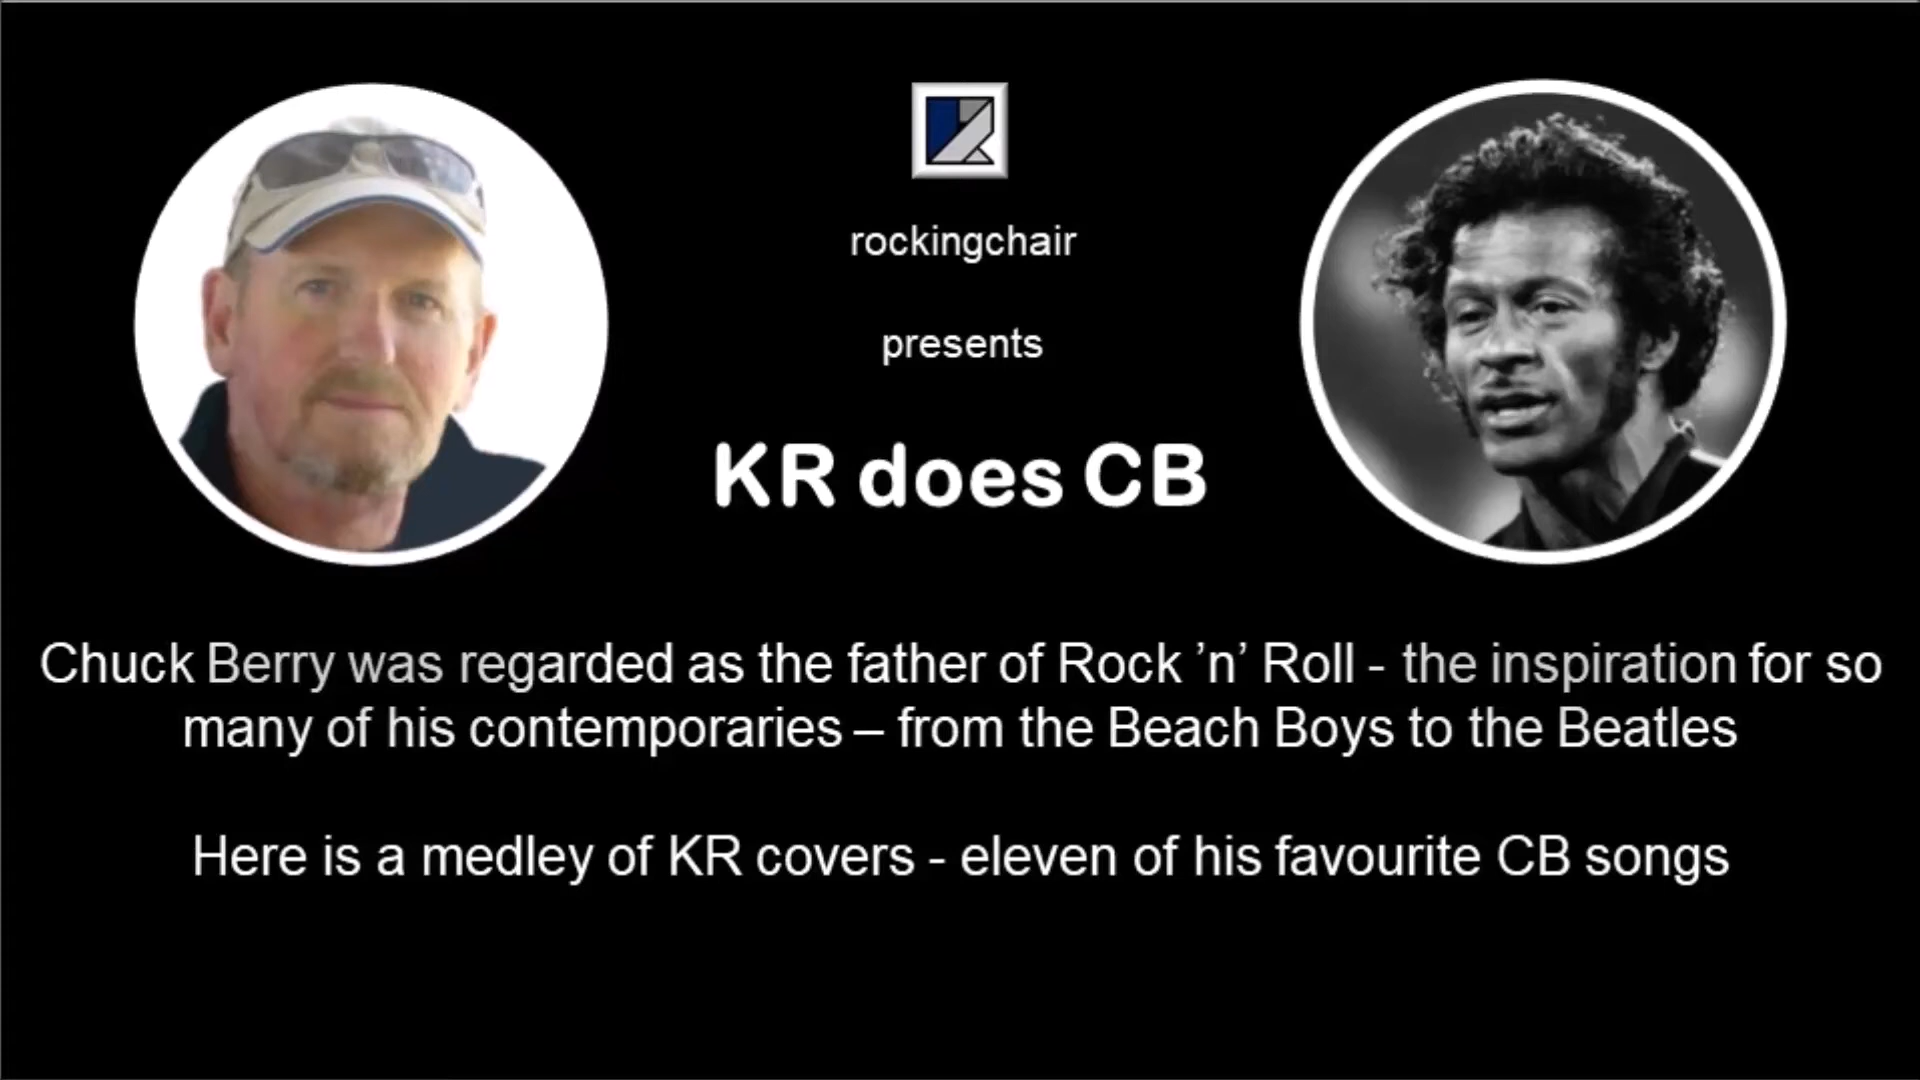 rockingchair
presents
KR does CB
Chuck Berry was regarded as the father of Rock ’n’ Roll - the inspiration for so
many of his contemporaries – from the Beach Boys to the Beatles
Here is a medley of KR covers - eleven of his favourite CB songs